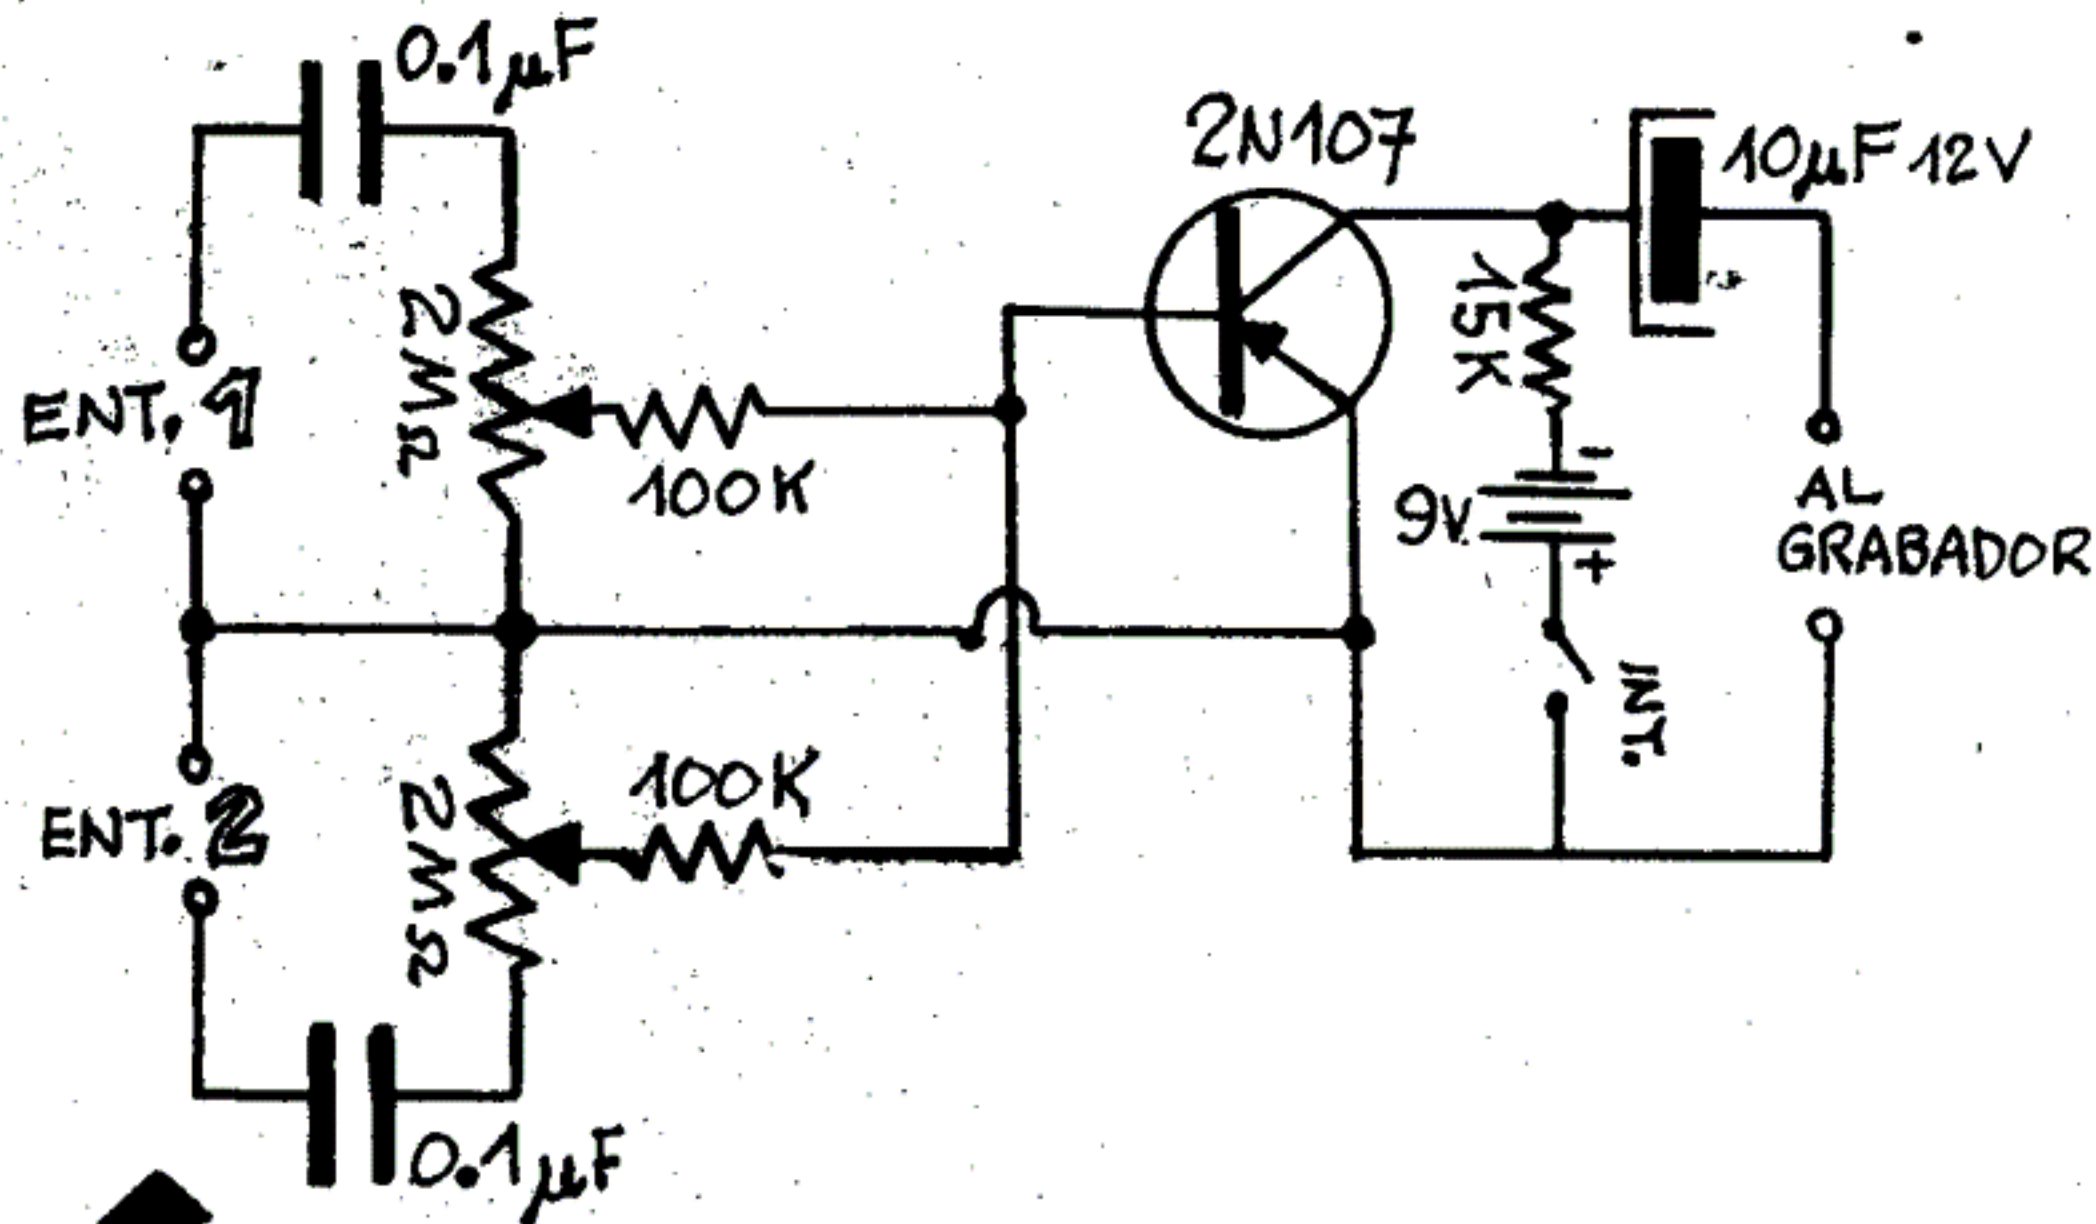 0.1µF
2N107
10µF 12V
2MΩ
15K
ENT. 1
100K
9V.
-
+
AL
GRABADOR
INT.
100K
ENT. 2
2MΩ
0.1µF